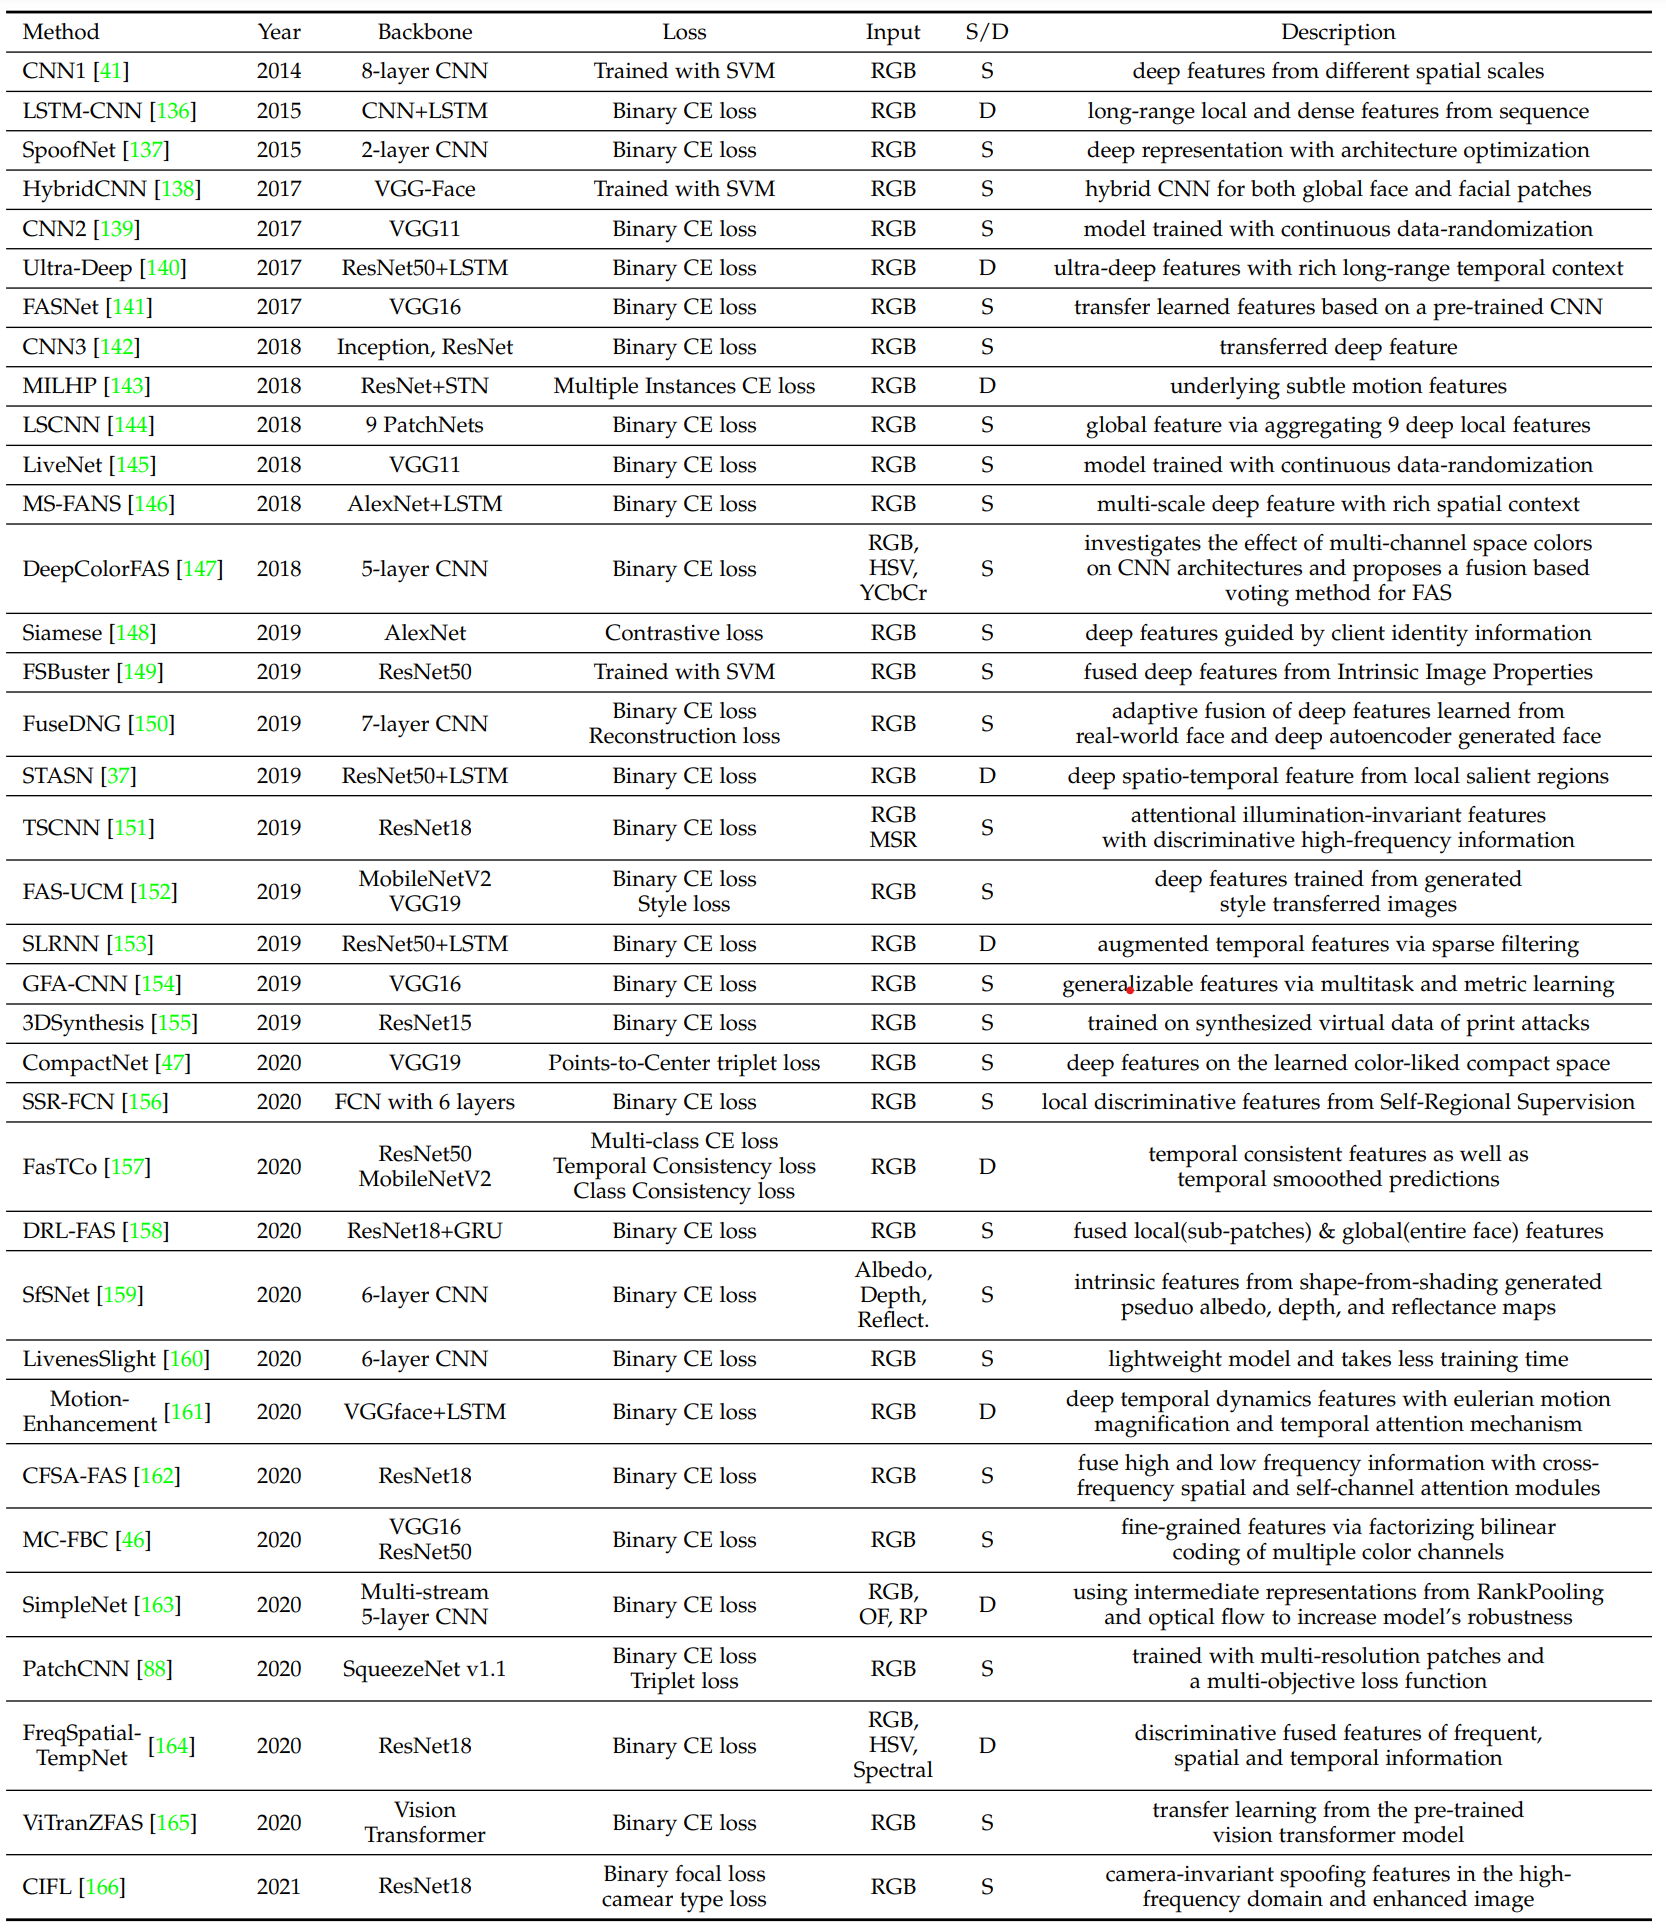 Method Year Backbone Loss Input S/D Description
CNN1 [41] 2014 8-layer CNN Trained with SVM RGB S deep features from different spatial scales
LSTM-CNN [136] 2015 CNN+LSTM Binary CE loss RGB D long-range local and dense features from sequence
SpoofNet [137] 2015 2-layer CNN Binary CE loss RGB S deep representation with architecture optimization
HybridCNN [138] 2017 VGG-Face Trained with SVM RGB S hybrid CNN for both global face and facial patches
CNN2 [139] 2017 VGG11 Binary CE loss RGB S model trained with continuous data-randomization
Ultra-Deep [140] 2017 ResNet50+LSTM Binary CE loss RGB D ultra-deep features with rich long-range temporal context
FASNet [141] 2017 VGG16 Binary CE loss RGB S transfer learned features based on a pre-trained CNN
CNN3 [142] 2018 Inception, ResNet Binary CE loss RGB S transferred deep feature
MILHP [143] 2018 ResNet+STN Multiple Instances CE loss RGB D underlying subtle motion features
LSCNN [144] 2018 9 PatchNets Binary CE loss RGB S global feature via aggregating 9 deep local features
LiveNet [145] 2018 VGG11 Binary CE loss RGB S model trained with continuous data-randomization
MS-FANS [146] 2018 AlexNet+LSTM Binary CE loss RGB S multi-scale deep feature with rich spatial context
DeepColorFAS [147] 2018 5-layer CNN Binary CE loss
RGB,
HSV,
YCbCr
S
investigates the effect of multi-channel space colors
on CNN architectures and proposes a fusion based
voting method for FAS
Siamese [148] 2019 AlexNet Contrastive loss RGB S deep features guided by client identity information
FSBuster [149] 2019 ResNet50 Trained with SVM RGB S fused deep features from Intrinsic Image Properties
FuseDNG [150] 2019 7-layer CNN
Binary CE loss
Reconstruction loss
RGB S
adaptive fusion of deep features learned from
real-world face and deep autoencoder generated face
STASN [37] 2019 ResNet50+LSTM Binary CE loss RGB D deep spatio-temporal feature from local salient regions
TSCNN [151] 2019 ResNet18 Binary CE loss
RGB
MSR
S
attentional illumination-invariant features
with discriminative high-frequency information
FAS-UCM [152] 2019
MobileNetV2
VGG19
Binary CE loss
Style loss
RGB S
deep features trained from generated
style transferred images
SLRNN [153] 2019 ResNet50+LSTM Binary CE loss RGB D augmented temporal features via sparse filtering
GFA-CNN [154] 2019 VGG16 Binary CE loss RGB S generalizable features via multitask and metric learning
3DSynthesis [155] 2019 ResNet15 Binary CE loss RGB S trained on synthesized virtual data of print attacks
CompactNet [47] 2020 VGG19 Points-to-Center triplet loss RGB S deep features on the learned color-liked compact space
SSR-FCN [156] 2020 FCN with 6 layers Binary CE loss RGB S local discriminative features from Self-Regional Supervision
FasTCo [157] 2020
ResNet50
MobileNetV2
Multi-class CE loss
Temporal Consistency loss
Class Consistency loss
RGB D
temporal consistent features as well as
temporal smooothed predictions
DRL-FAS [158] 2020 ResNet18+GRU Binary CE loss RGB S fused local(sub-patches) & global(entire face) features
SfSNet [159] 2020 6-layer CNN Binary CE loss
Albedo,
Depth,
Reflect.
S
intrinsic features from shape-from-shading generated
pseduo albedo, depth, and reflectance maps
LivenesSlight [160] 2020 6-layer CNN Binary CE loss RGB S lightweight model and takes less training time
Motion-
Enhancement [161] 2020 VGGface+LSTM Binary CE loss RGB D
deep temporal dynamics features with eulerian motion
magnification and temporal attention mechanism
CFSA-FAS [162] 2020 ResNet18 Binary CE loss RGB S
fuse high and low frequency information with cross-
frequency spatial and self-channel attention modules
MC-FBC [46] 2020
VGG16
ResNet50
Binary CE loss RGB S
fine-grained features via factorizing bilinear
coding of multiple color channels
SimpleNet [163] 2020
Multi-stream
5-layer CNN
Binary CE loss
RGB,
OF, RP
D
using intermediate representations from RankPooling
and optical flow to increase model's robustness
PatchCNN [88] 2020 SqueezeNet v1.1
Binary CE loss
Triplet loss
RGB S
trained with multi-resolution patches and
a multi-objective loss function
FreqSpatial-
TempNet [164] 2020 ResNet18 Binary CE loss
RGB,
HSV,
Spectral
D
discriminative fused features of frequent,
spatial and temporal information
ViTranZFAS [165] 2020
Vision
Transformer
Binary CE loss RGB S
transfer learning from the pre-trained
vision transformer model
CIFL [166] 2021 ResNet18
Binary focal loss
camear type loss
RGB S
camera-invariant spoofing features in the high-
frequency domain and enhanced image